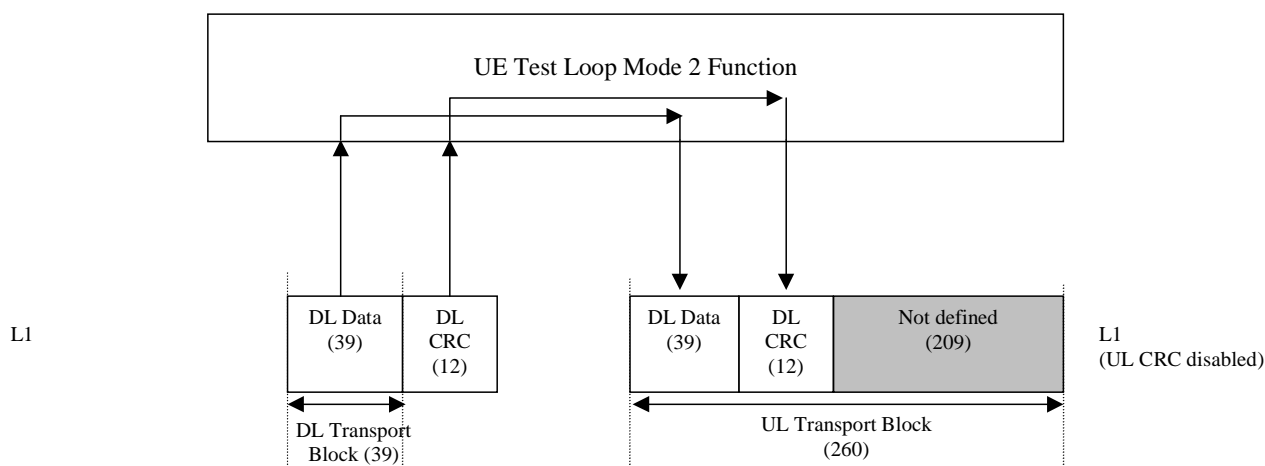 UE Test Loop Mode 2 Function
L1
DL Data
(39)
DL
CRC
(12)
DL Transport
Block (39)
DL Data
(39)
DL
CRC
(12)
Not defined
(209)
UL Transport Block
(260)
L1
(UL CRC disabled)